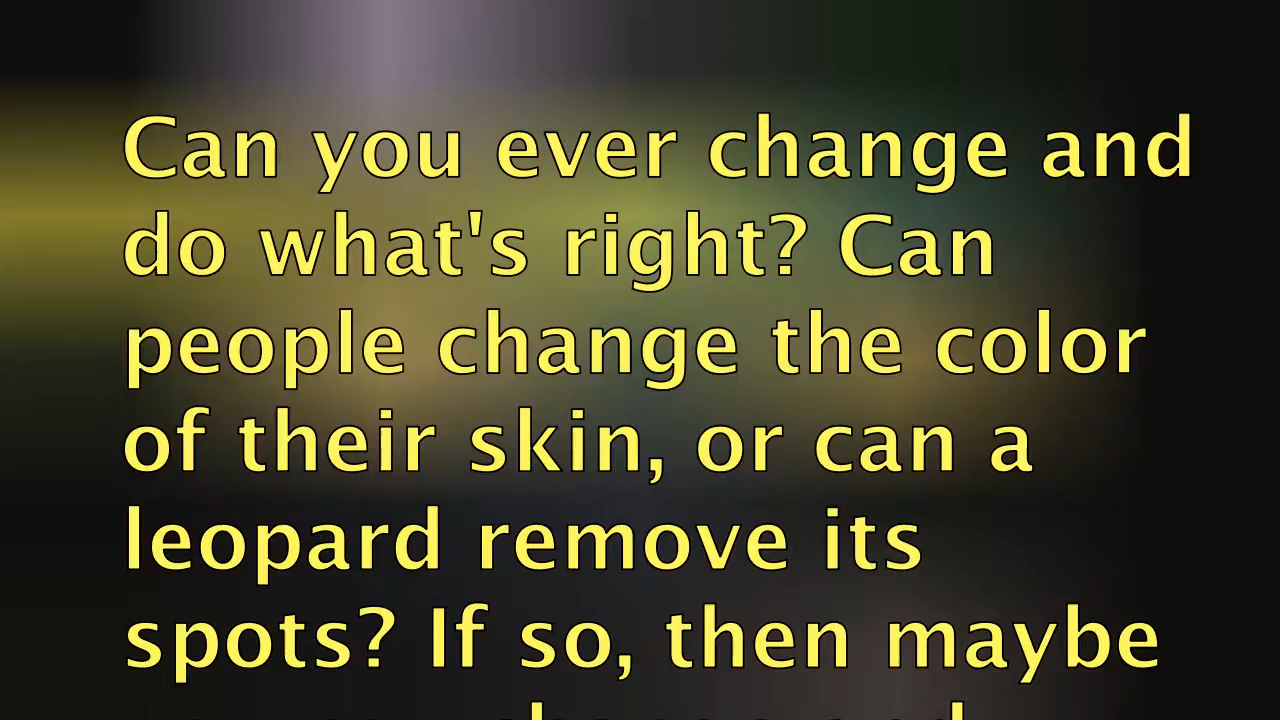 Can you ever change and
do what's right? Can
people change the color
of their skin, or can a
leopard remove its
spots? If so, then maybe